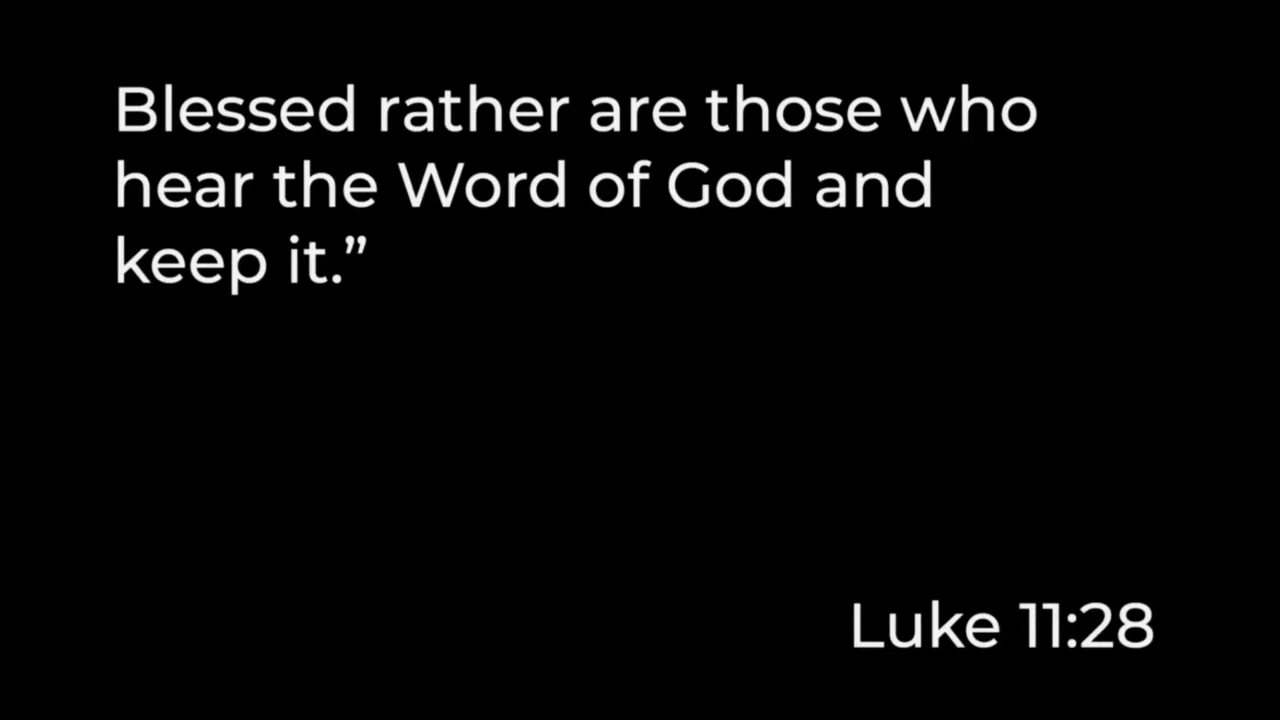 Blessed rather are those who
hear the Word of God and
keep it.”
Luke 11:28